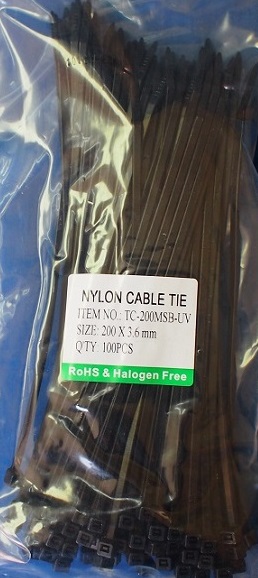 NYLON CABLE TIE
ITEM NO.: TC-200MSB-UV
SIZE: 200 X 3.6 mm
Q'TY: 100PCS
RoHS & Halogen Free